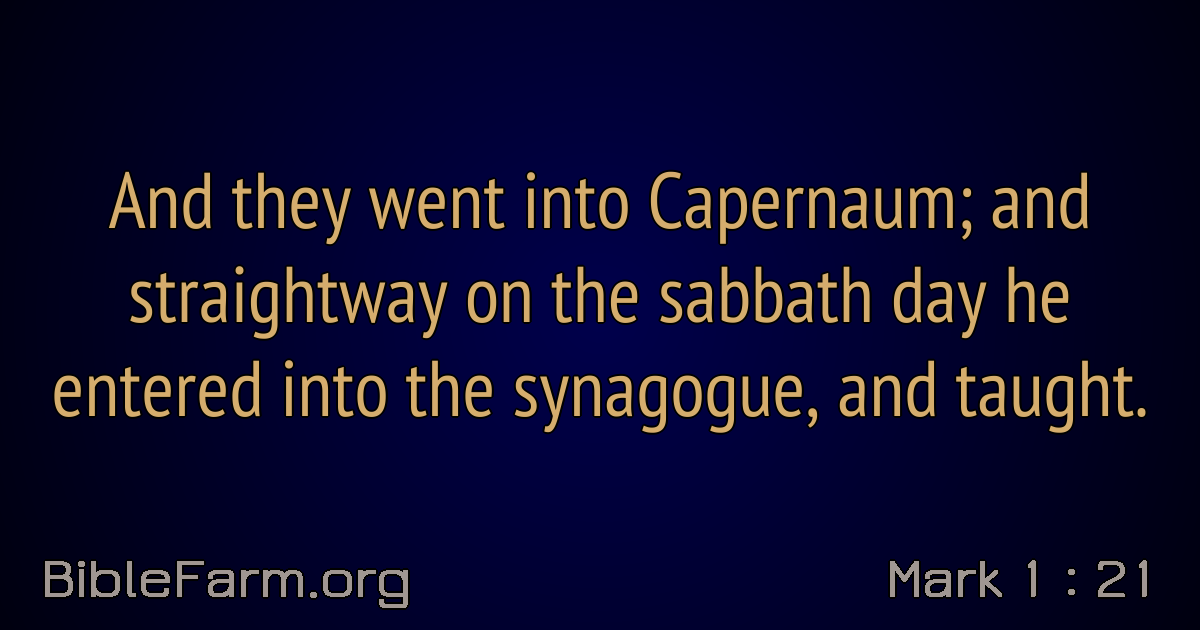 And they went into Capernaum; and
straightway on the sabbath day he
entered into the synagogue, and taught.
BibleFarm.org
Mark 1 : 21